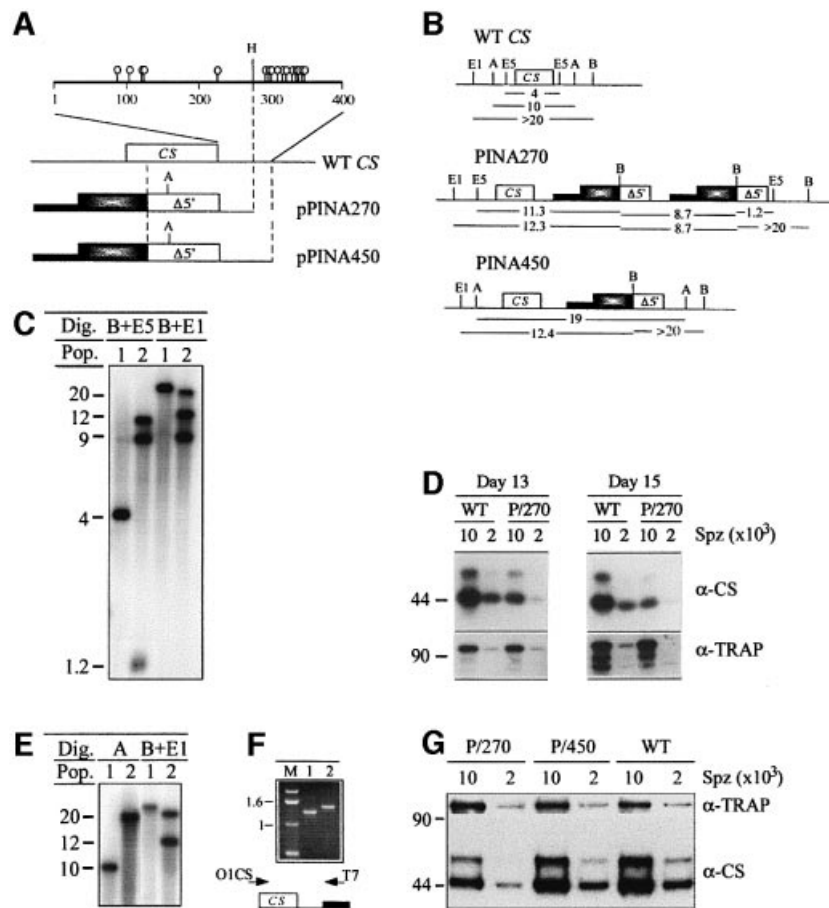 A
H
1 100 200 300 400
CS WT CS
A
Δ5' pPINA270
A
Δ5' pPINA450
B
WT CS
E1 A E5 CS E5 A B
4
10
>20
PINA270
B B
E1 E5 CS Δ5' Δ5' E5 B
11.3 8.7 1.2
12.3 8.7 >20
PINA450
B
E1 A CS Δ5' A B
19
12.4 >20
C
Dig. B+E5 B+E1
Pop. 1 2 1 2
20
12
9
4
1.2
D
Day 13 Day 15
WT P/270 WT P/270
10 2 10 2 Spz (x10³) 10 2 10 2
44 α-CS
90 α-TRAP
E
Dig. A B+E1
Pop. 1 2 1 2
20
12
10
F
M 1 2
1.6
1
O1CS T7
CS
G
P/270 P/450 WT
10 2 10 2 10 2 Spz (x10³)
90 α-TRAP
44 α-CS